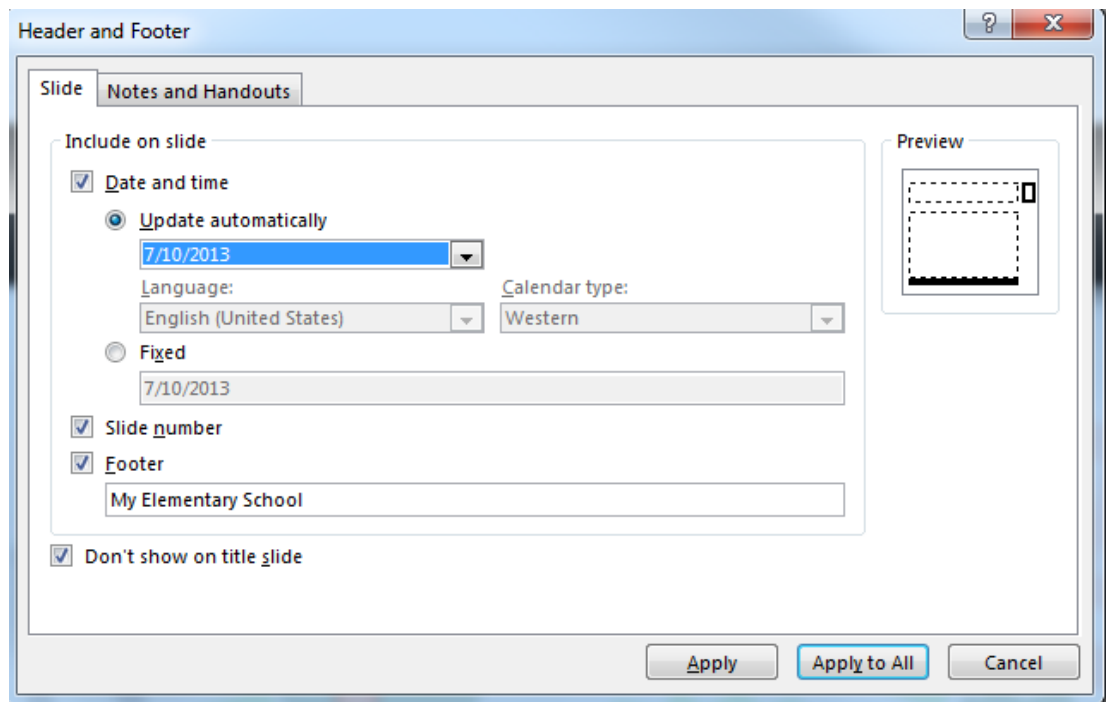 Header and Footer
?
X
Slide
Notes and Handouts
Include on slide
Preview
Date and time
Update automatically
7/10/2013
Language:
Calendar type:
English (United States)
Western
Fixed
7/10/2013
Slide number
Footer
My Elementary School
Don't show on title slide
Apply
Apply to All
Cancel